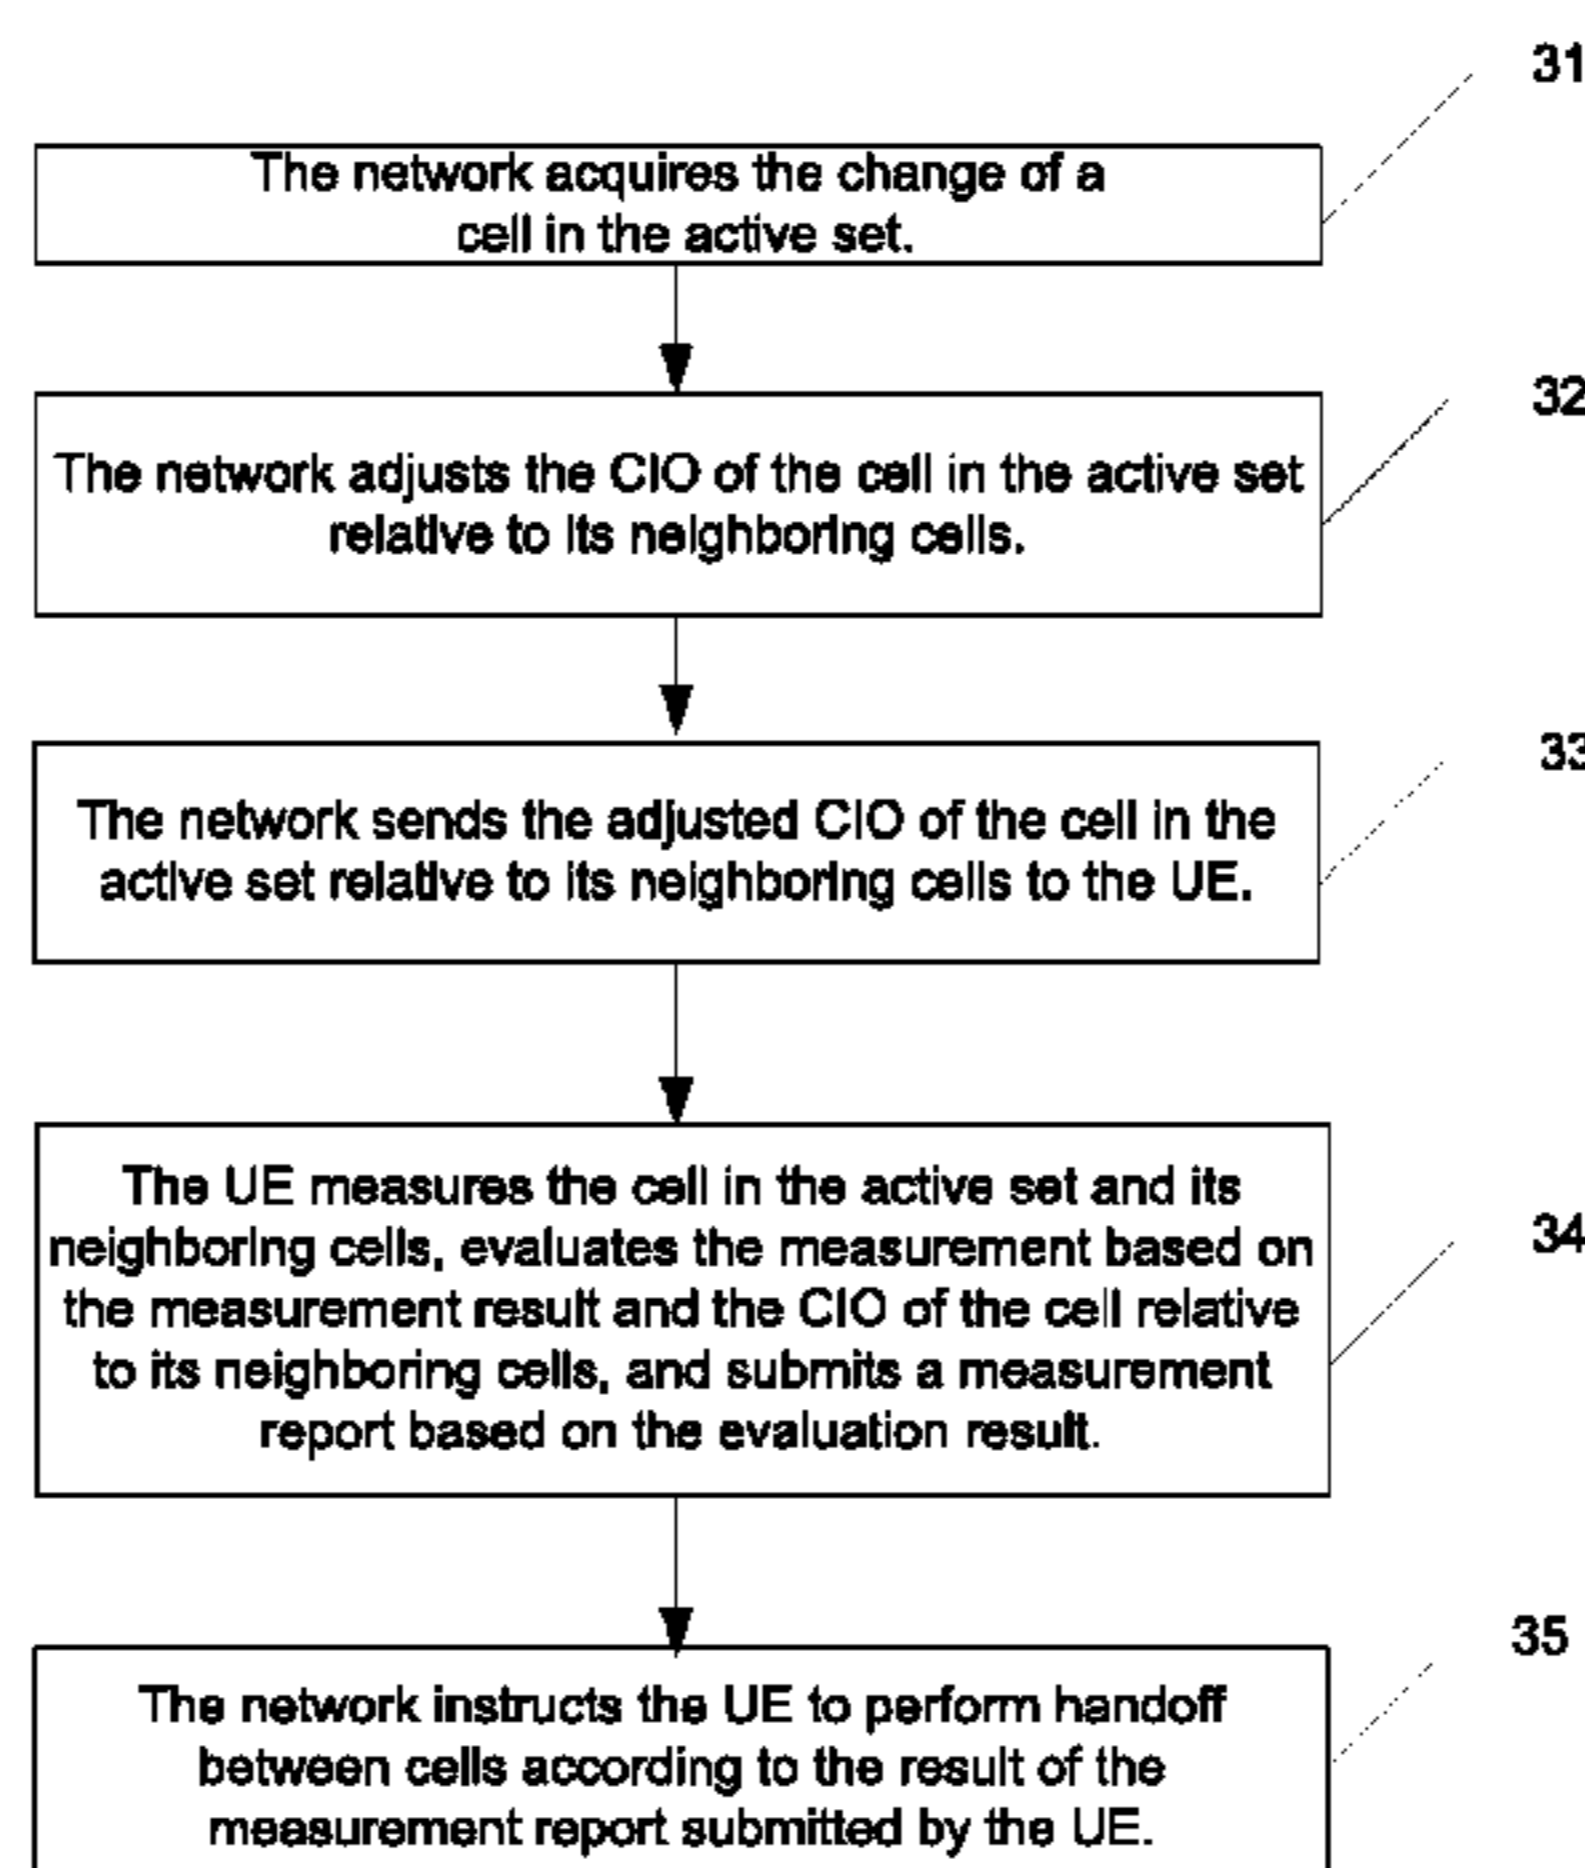 31
The network acquires the change of a
cell in the active set.
32
The network adjusts the CIO of the cell in the active set
relative to its neighboring cells.
33
The network sends the adjusted CIO of the cell in the
active set relative to its neighboring cells to the UE.
The UE measures the cell in the active set and its
neighboring cells, evaluates the measurement based on
34
the measurement result and the CIO of the cell relative
to its neighboring cells, and submits a measurement
report based on the evaluation result.
35
The network instructs the UE to perform handoff
between cells according to the result of the
measurement report submitted by the UE.